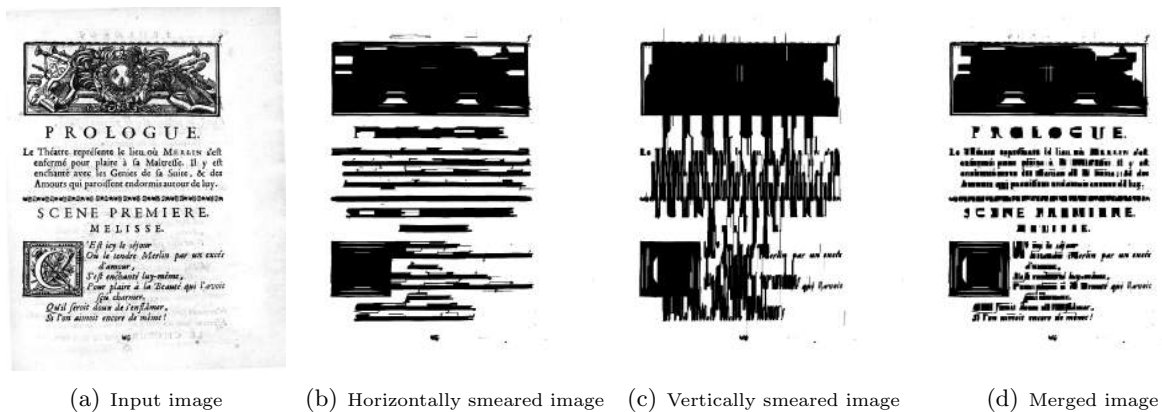 PROLOGUE.
Le Théatre repréſente le lieu où MERLIN s'eſt
enfermé pour plaire à ſa Maîtreſſe. Il y eſt
enchanté avec les Genies de ſa Suite, & des
Amours qui paroiſſent endormis autour de luy.
SCENE PREMIERE.
MELISSE.
C'Eſt icy le ſéjour
Où le tendre Merlin par un excés
d'amour,
S'eſt enchanté luy-même,
Pour plaire à la Beauté qui l'avoit
ſçû charmer,
Qu'il ſeroit doux de s'enflâmer,
Si l'on aimoit encore de même!
(a) Input image
(b) Horizontally smeared image
(c) Vertically smeared image
(d) Merged image